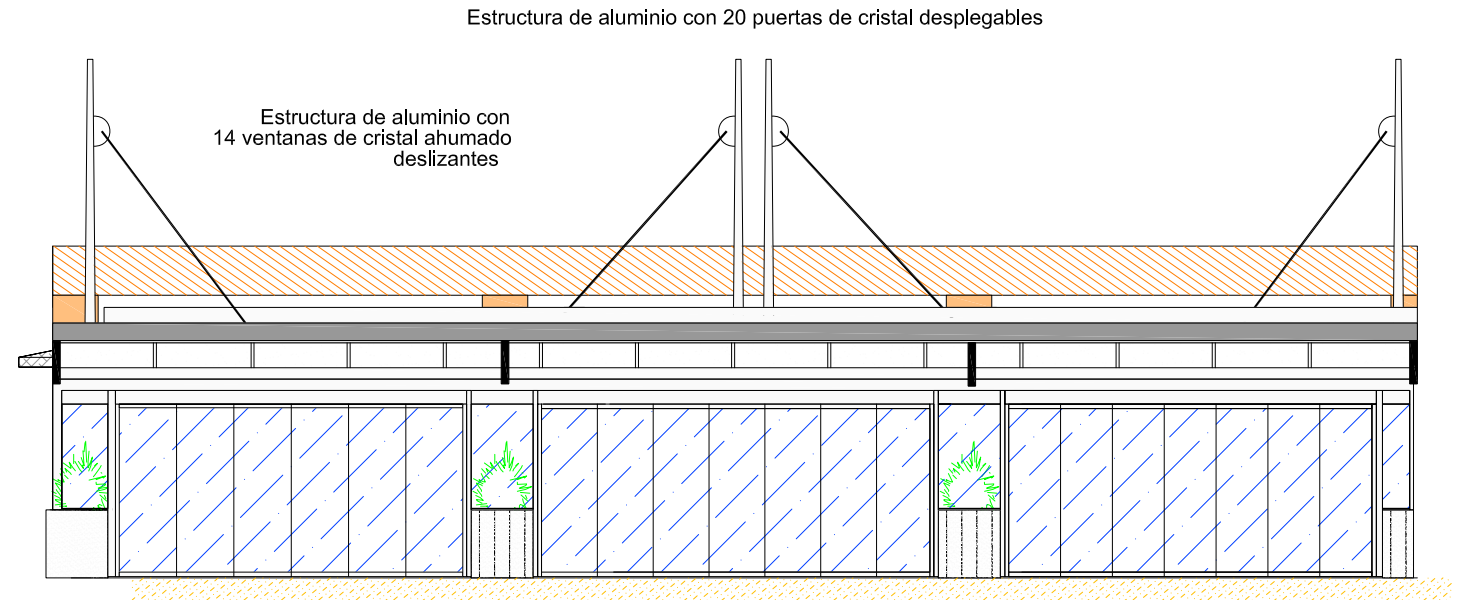 Estructura de aluminio con 20 puertas de cristal desplegables
Estructura de aluminio con
14 ventanas de cristal ahumado
deslizantes